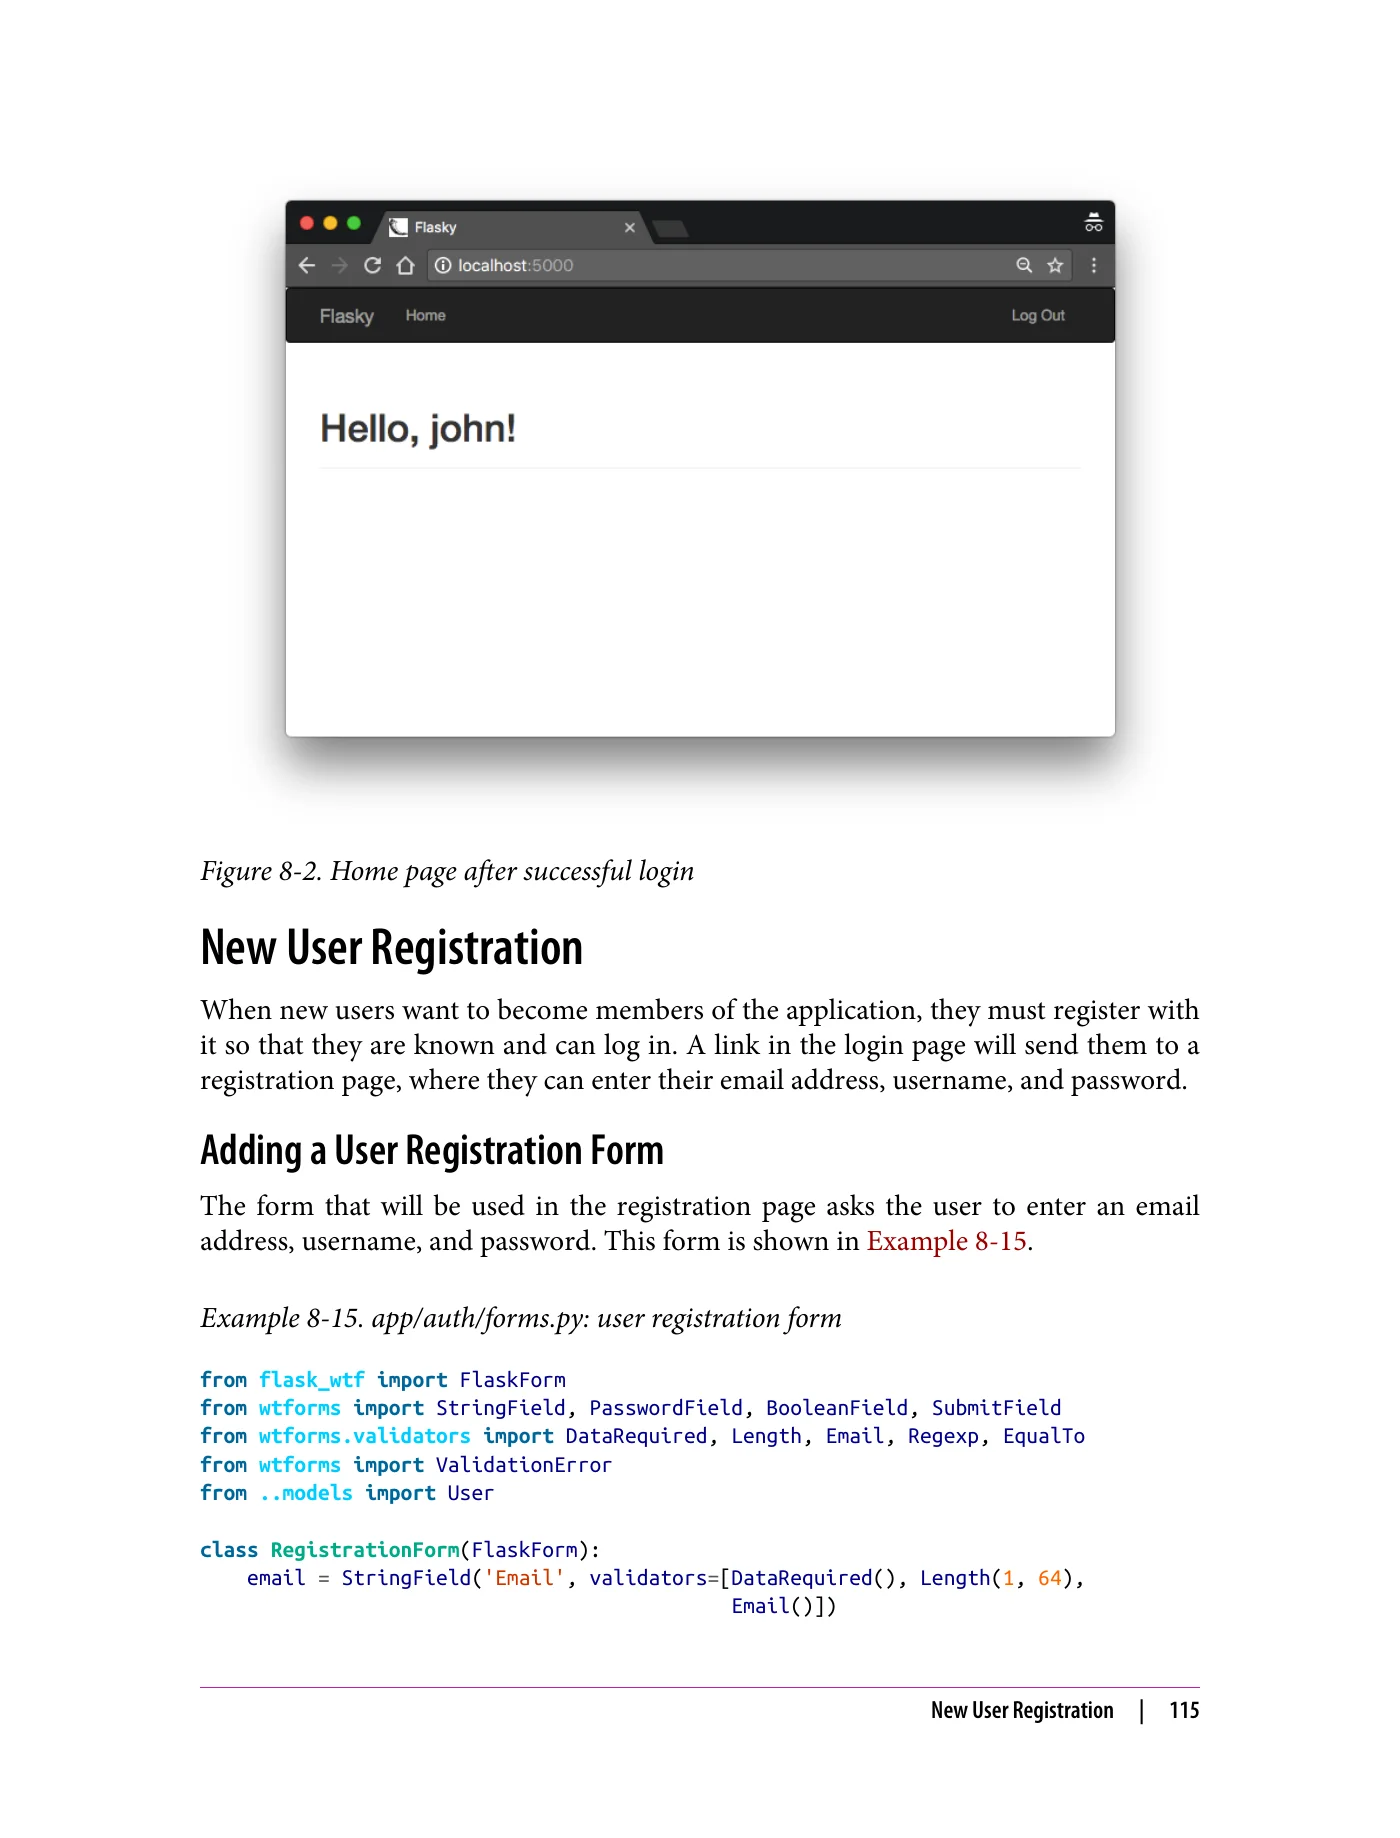 Flasky
localhost:5000
Flasky Home Log Out
Hello, john!
Figure 8-2. Home page after successful login
New User Registration
When new users want to become members of the application, they must register with
it so that they are known and can log in. A link in the login page will send them to a
registration page, where they can enter their email address, username, and password.
Adding a User Registration Form
The form that will be used in the registration page asks the user to enter an email
address, username, and password. This form is shown in Example 8-15.
Example 8-15. app/auth/forms.py: user registration form
from flask_wtf import FlaskForm
from wtforms import StringField, PasswordField, BooleanField, SubmitField
from wtforms.validators import DataRequired, Length, Email, Regexp, EqualTo
from wtforms import ValidationError
from ..models import User
class RegistrationForm(FlaskForm):
    email = StringField('Email', validators=[DataRequired(), Length(1, 64),
                                             Email()])
New User Registration | 115